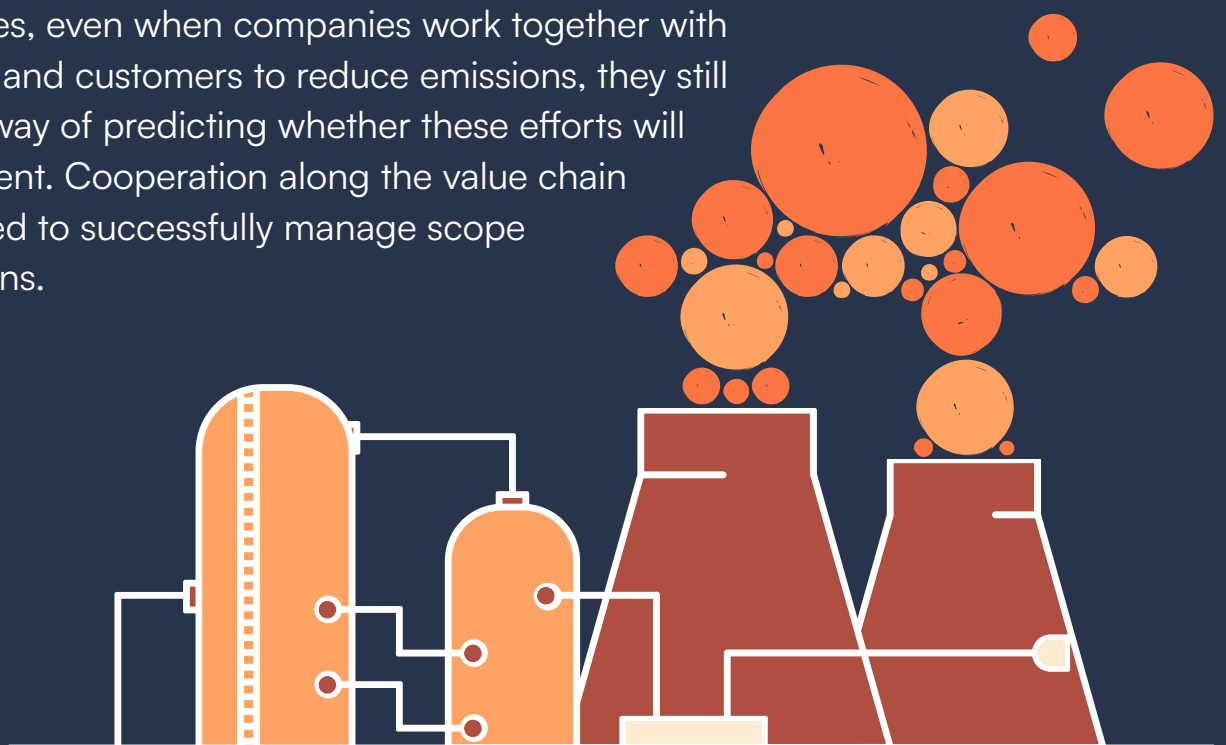 es, even when companies work together with
and customers to reduce emissions, they still
way of predicting whether these efforts will
ent. Cooperation along the value chain
ed to successfully manage scope
ns.